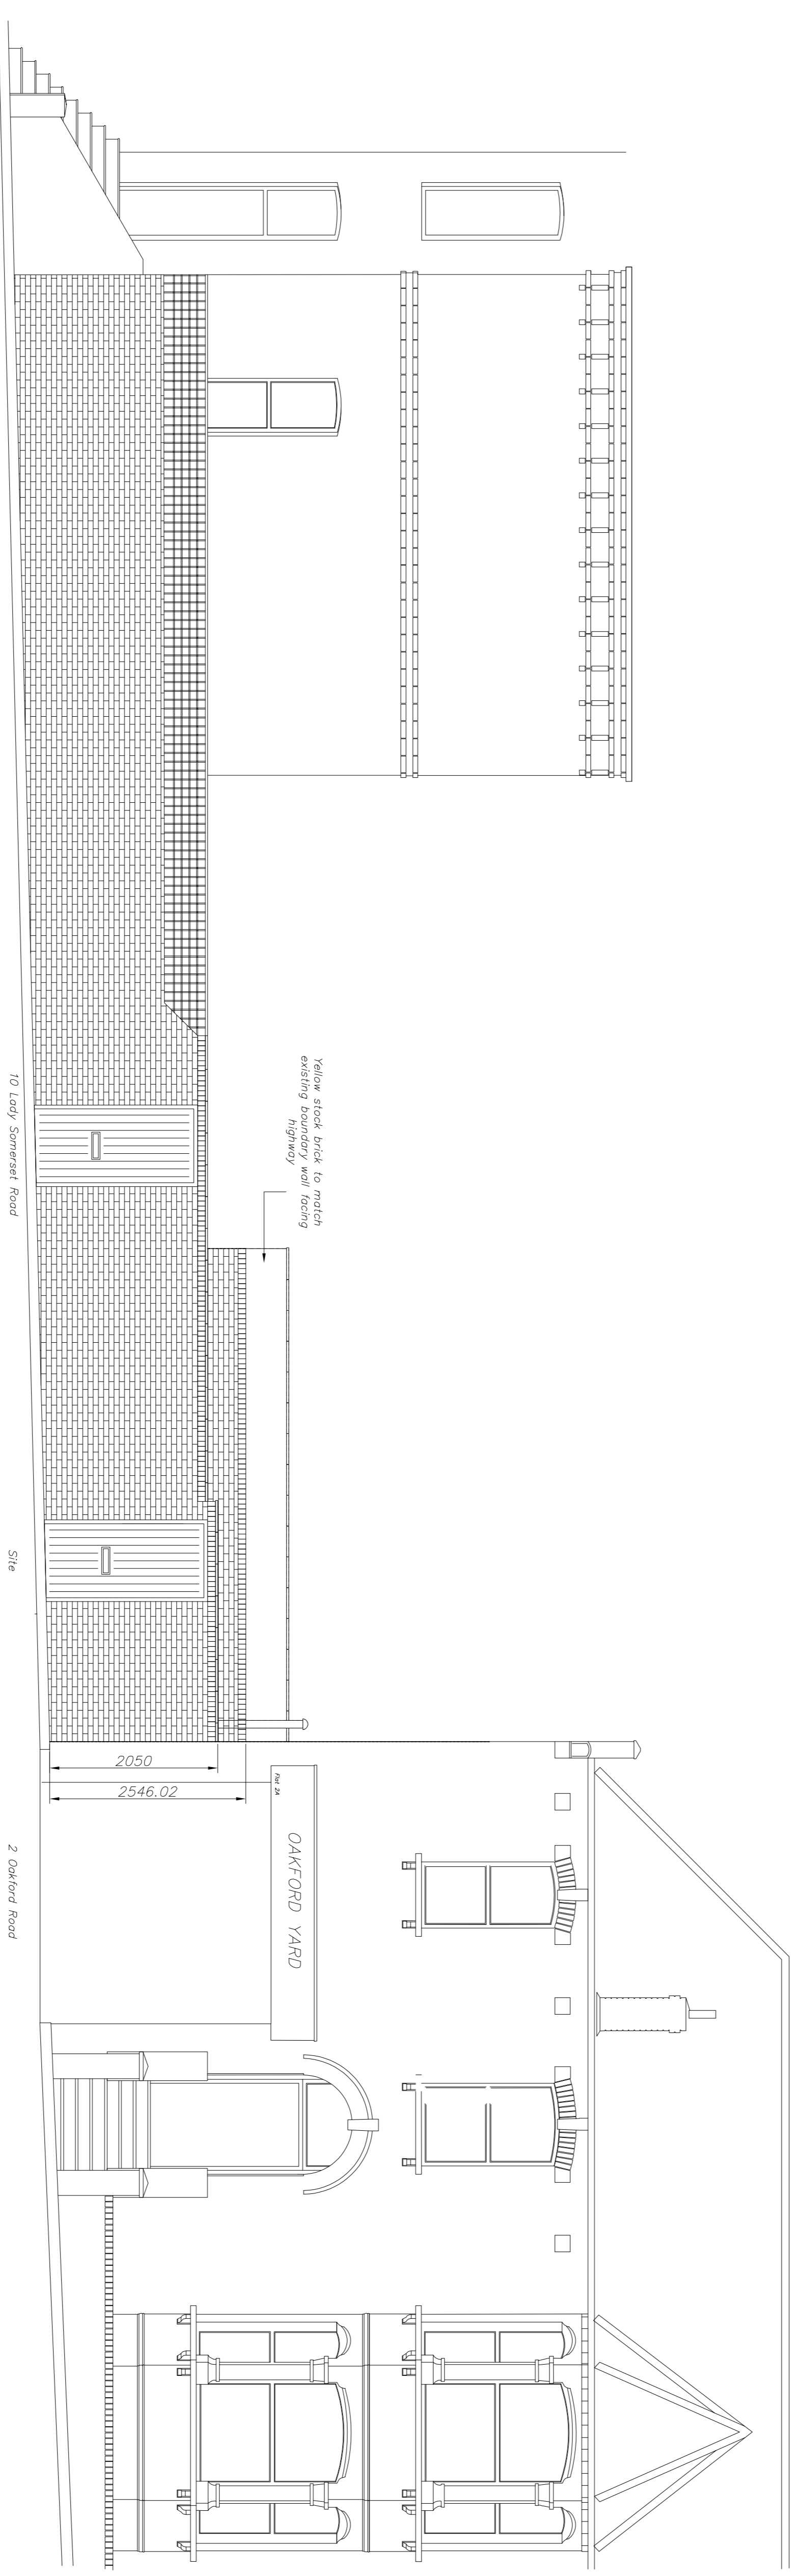 Yellow stock brick to match
existing boundary wall facing
highway
2050
2546.02
Flat 2A
OAKFORD YARD
10 Lady Somerset Road
Site
2 Oakford Road